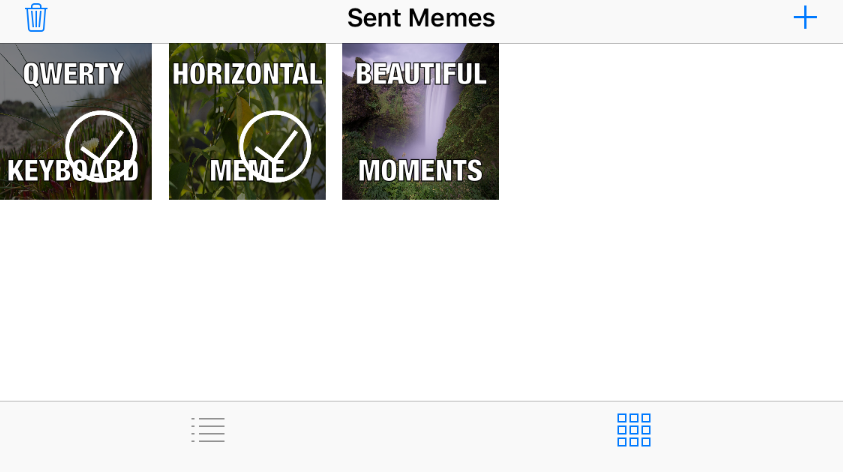 Sent Memes
QWERTY
KEYBOARD
HORIZONTAL
MEME
BEAUTIFUL
MOMENTS